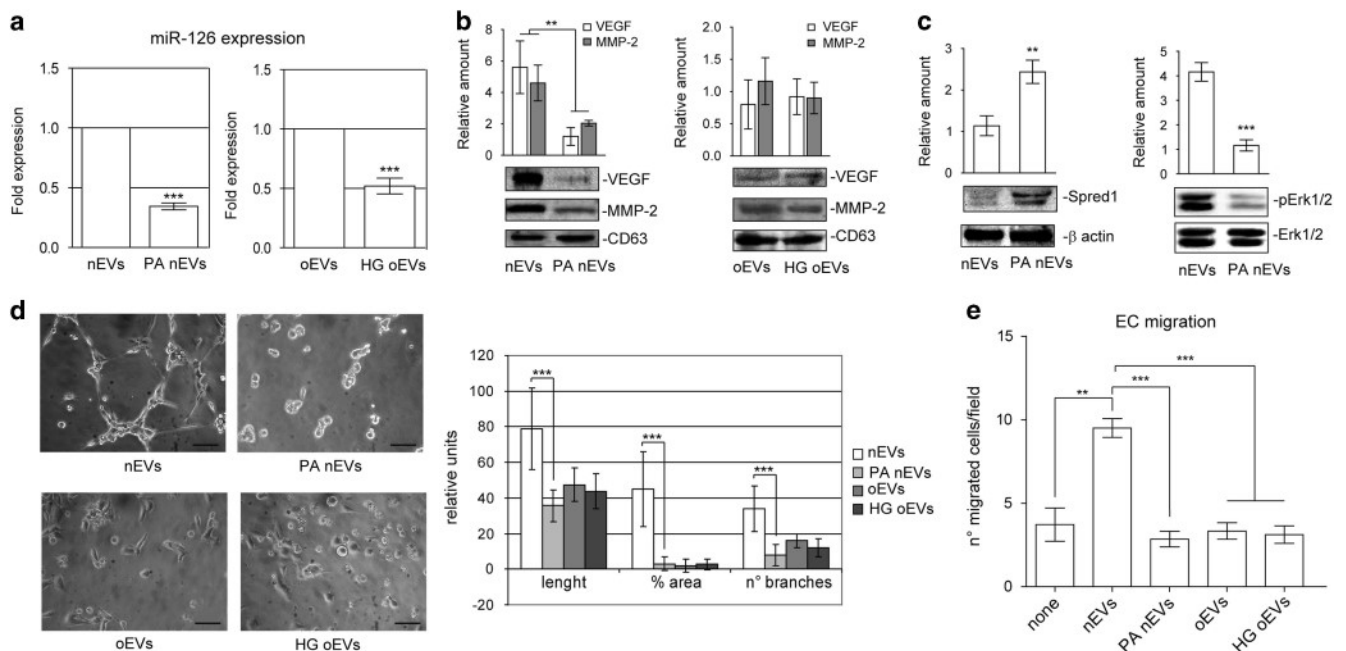 a
miR-126 expression
Fold expression
1.5
1.0
0.5
0.0
***
nEVs PA nEVs
Fold expression
1.5
1.0
0.5
0.0
***
oEVs HG oEVs
b
Relative amount
8
6
4
2
0
**
VEGF
MMP-2
-VEGF
-MMP-2
-CD63
nEVs PA nEVs
Relative amount
2.0
1.5
1.0
0.5
0.0
VEGF
MMP-2
-VEGF
-MMP-2
-CD63
oEVs HG oEVs
c
Relative amount
3
2
1
0
**
-Spred1
-β actin
nEVs PA nEVs
Relative amount
5
4
3
2
1
0
***
-pErk1/2
-Erk1/2
nEVs PA nEVs
d
nEVs
PA nEVs
oEVs
HG oEVs
relative units
120
100
80
60
40
20
0
-20
***
***
***
lenght
% area
n° branches
nEVs
PA nEVs
oEVs
HG oEVs
e
EC migration
n° migrated cells/field
15
10
5
0
**
***
***
none
nEVs
PA nEVs
oEVs
HG oEVs